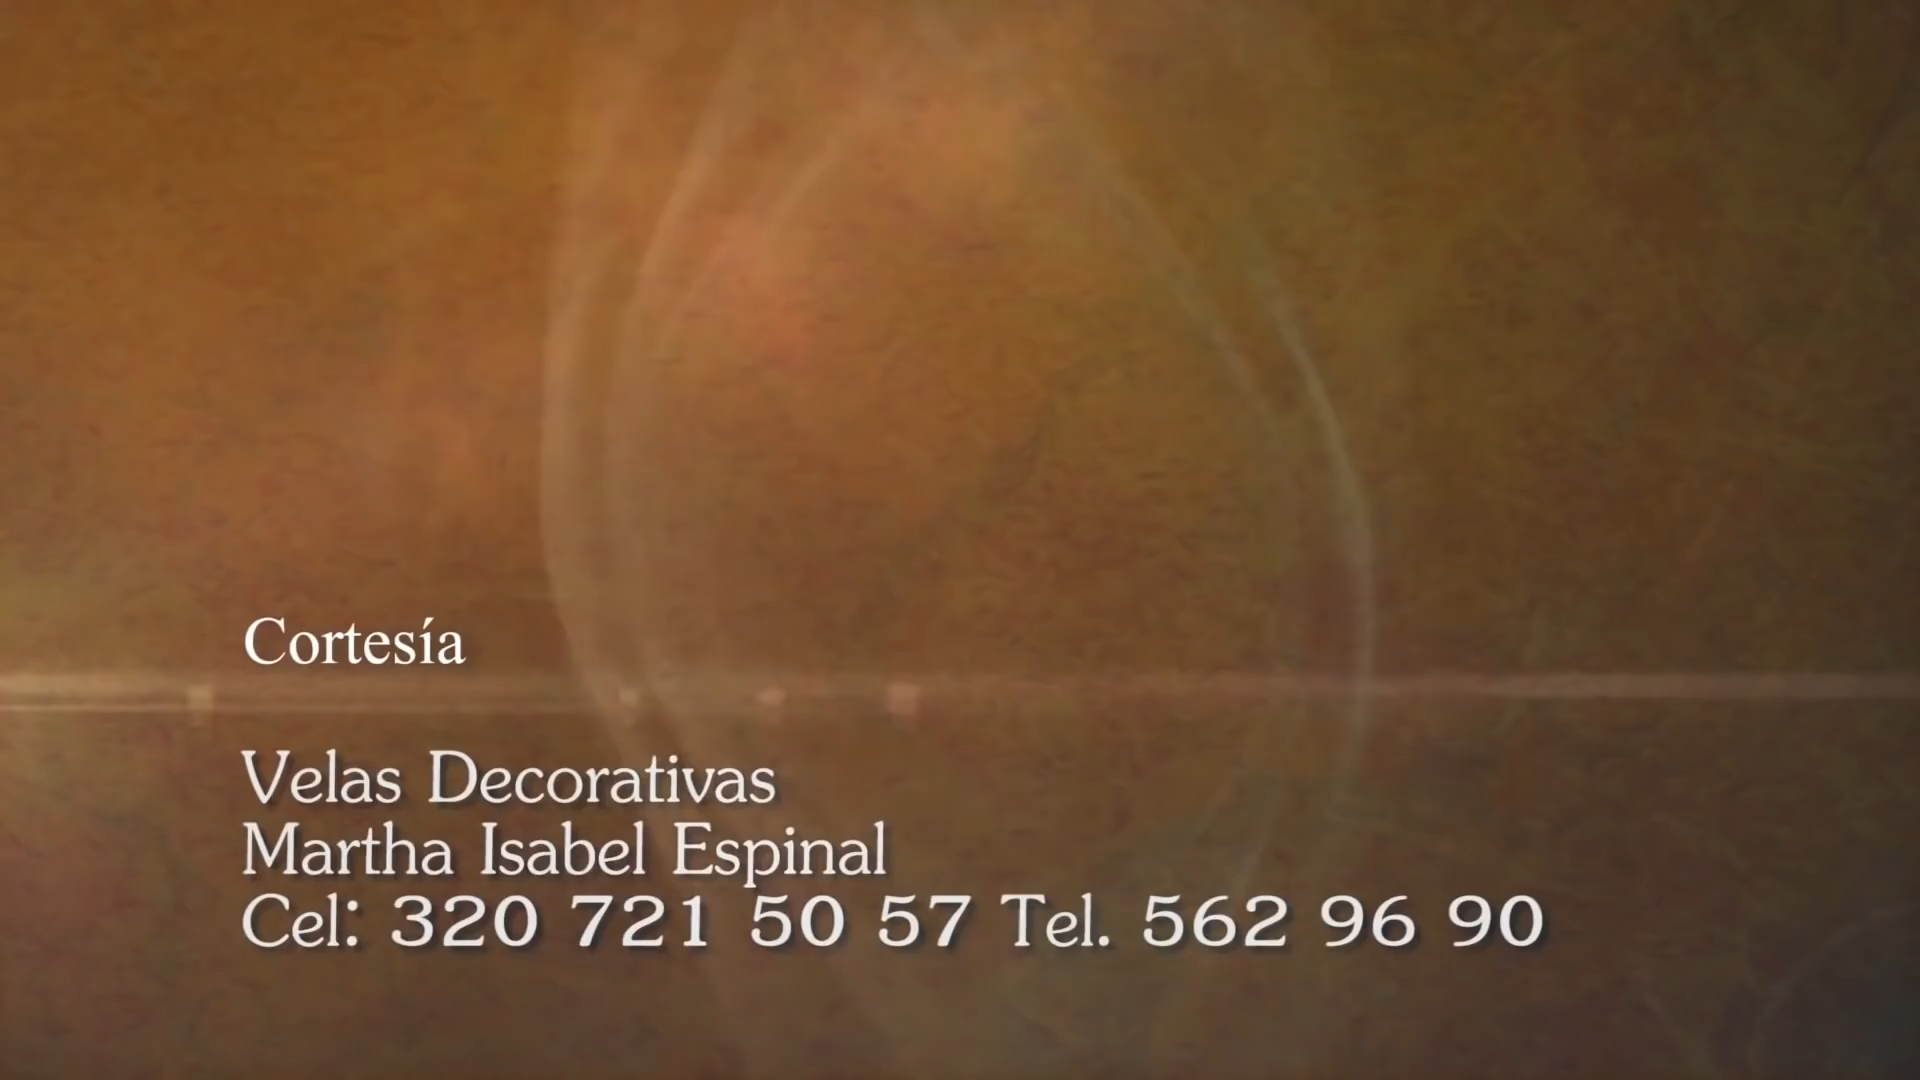 Cortesía
Velas Decorativas
Martha Isabel Espinal
Cel: 320 721 50 57 Tel. 562 96 90